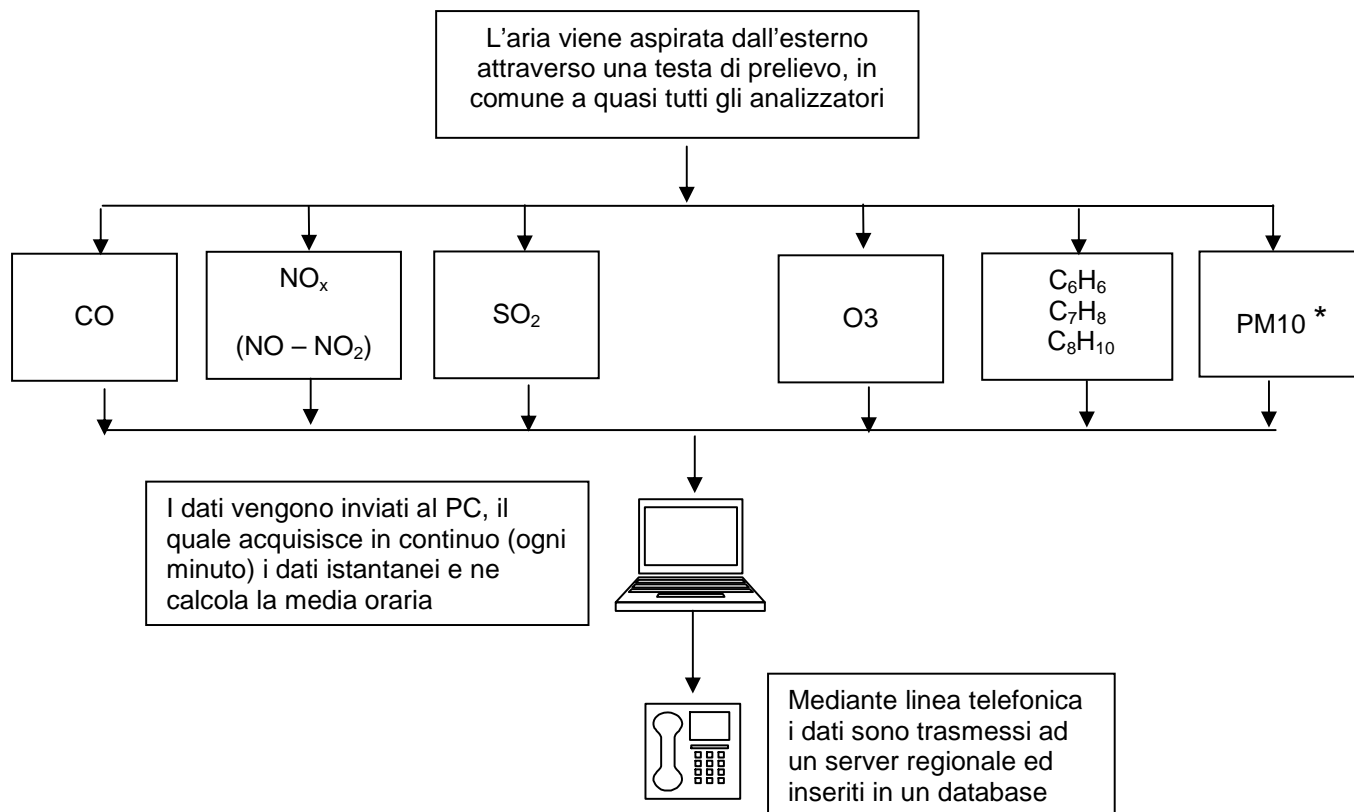 L'aria viene aspirata dall'esterno
attraverso una testa di prelievo, in
comune a quasi tutti gli analizzatori
CO
NOₓ
(NO – NO₂)
SO₂
O3
C₆H₆
C₇H₈
C₈H₁₀
PM10 *
I dati vengono inviati al PC, il
quale acquisisce in continuo (ogni
minuto) i dati istantanei e ne
calcola la media oraria
Mediante linea telefonica
i dati sono trasmessi ad
un server regionale ed
inseriti in un database